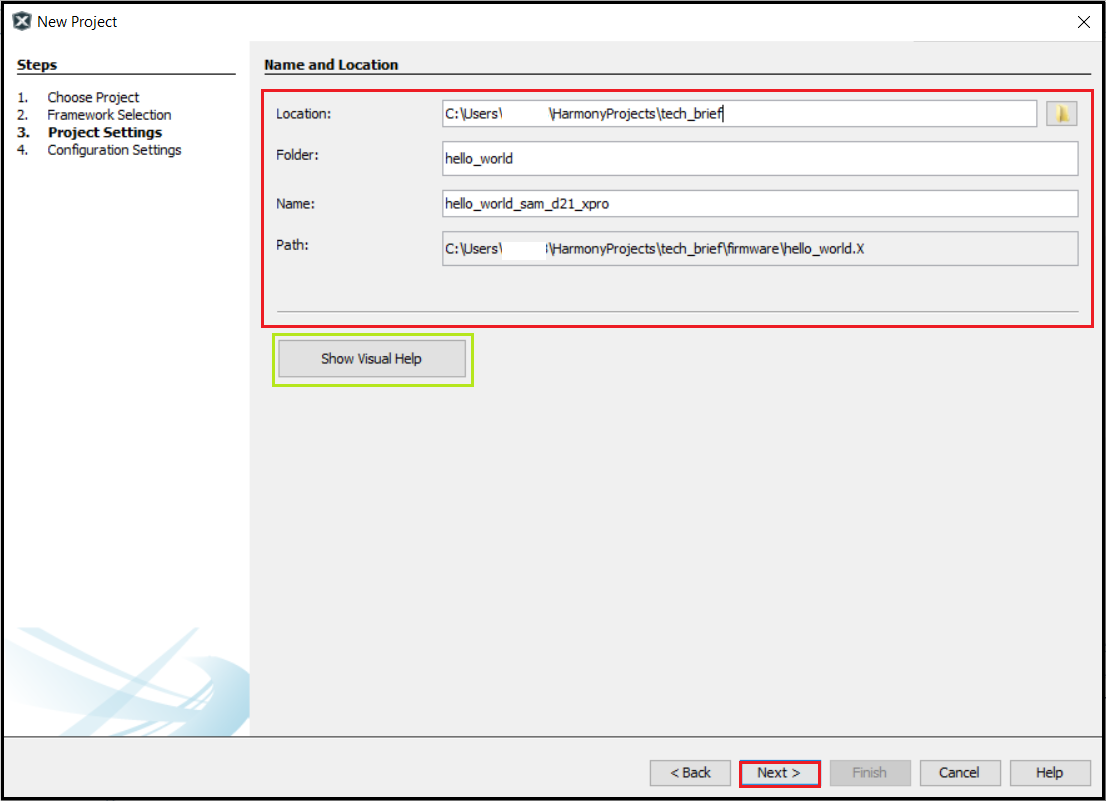 New Project
Steps
1. Choose Project
2. Framework Selection
3. Project Settings
4. Configuration Settings
Name and Location
Location: C:\Users\ \HarmonyProjects\tech_brief
Folder: hello_world
Name: hello_world_sam_d21_xpro
Path: C:\Users\ \HarmonyProjects\tech_brief\firmware\hello_world.X
Show Visual Help
< Back Next > Finish Cancel Help